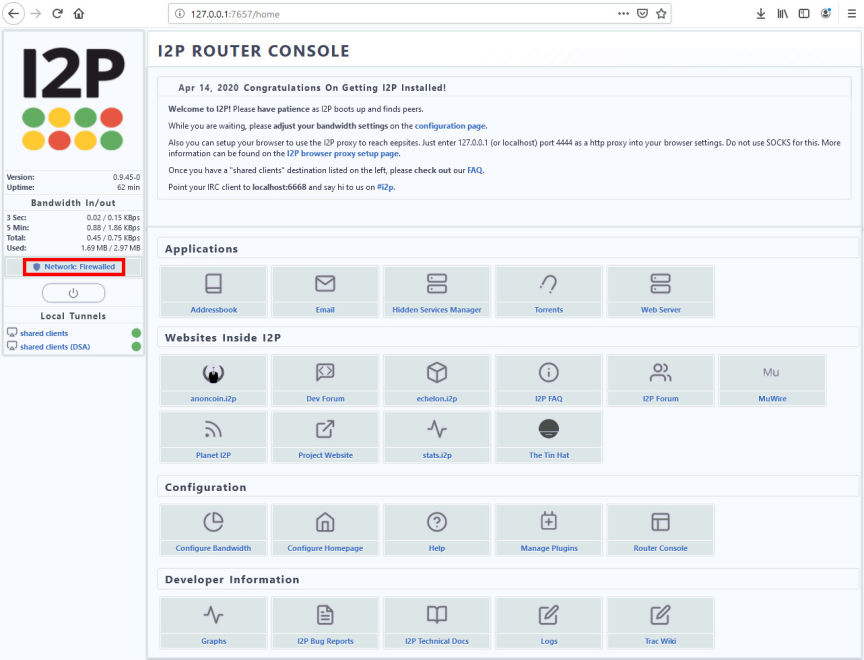 127.0.0.1:7657/home
I2P
Version: 0.9.45-0
Uptime: 62 min
Bandwidth In/out
3 Sec: 0.02 / 0.15 KBps
5 Min: 0.88 / 1.86 KBps
Total: 0.45 / 0.75 KBps
Used: 1.69 MB / 2.97 MB
Network: Firewalled
Local Tunnels
shared clients
shared clients (DSA)
I2P ROUTER CONSOLE
Apr 14, 2020 Congratulations On Getting I2P Installed!
Welcome to I2P! Please have patience as I2P boots up and finds peers.
While you are waiting, please adjust your bandwidth settings on the configuration page.
Also you can setup your browser to use the I2P proxy to reach eepsites. Just enter 127.0.0.1 (or localhost) port 4444 as a http proxy into your browser settings. Do not use SOCKS for this. More
information can be found on the I2P browser proxy setup page.
Once you have a "shared clients" destination listed on the left, please check out our FAQ.
Point your IRC client to localhost:6668 and say hi to us on #i2p.
Applications
Addressbook
Email
Hidden Services Manager
Torrents
Web Server
Websites Inside I2P
Mu
anoncoin.i2p
Dev Forum
echelon.i2p
I2P FAQ
I2P Forum
MuWire
Planet I2P
Project Website
stats.i2p
The Tin Hat
Configuration
Configure Bandwidth
Configure Homepage
Help
Manage Plugins
Router Console
Developer Information
Graphs
I2P Bug Reports
I2P Technical Docs
Logs
Trac Wiki